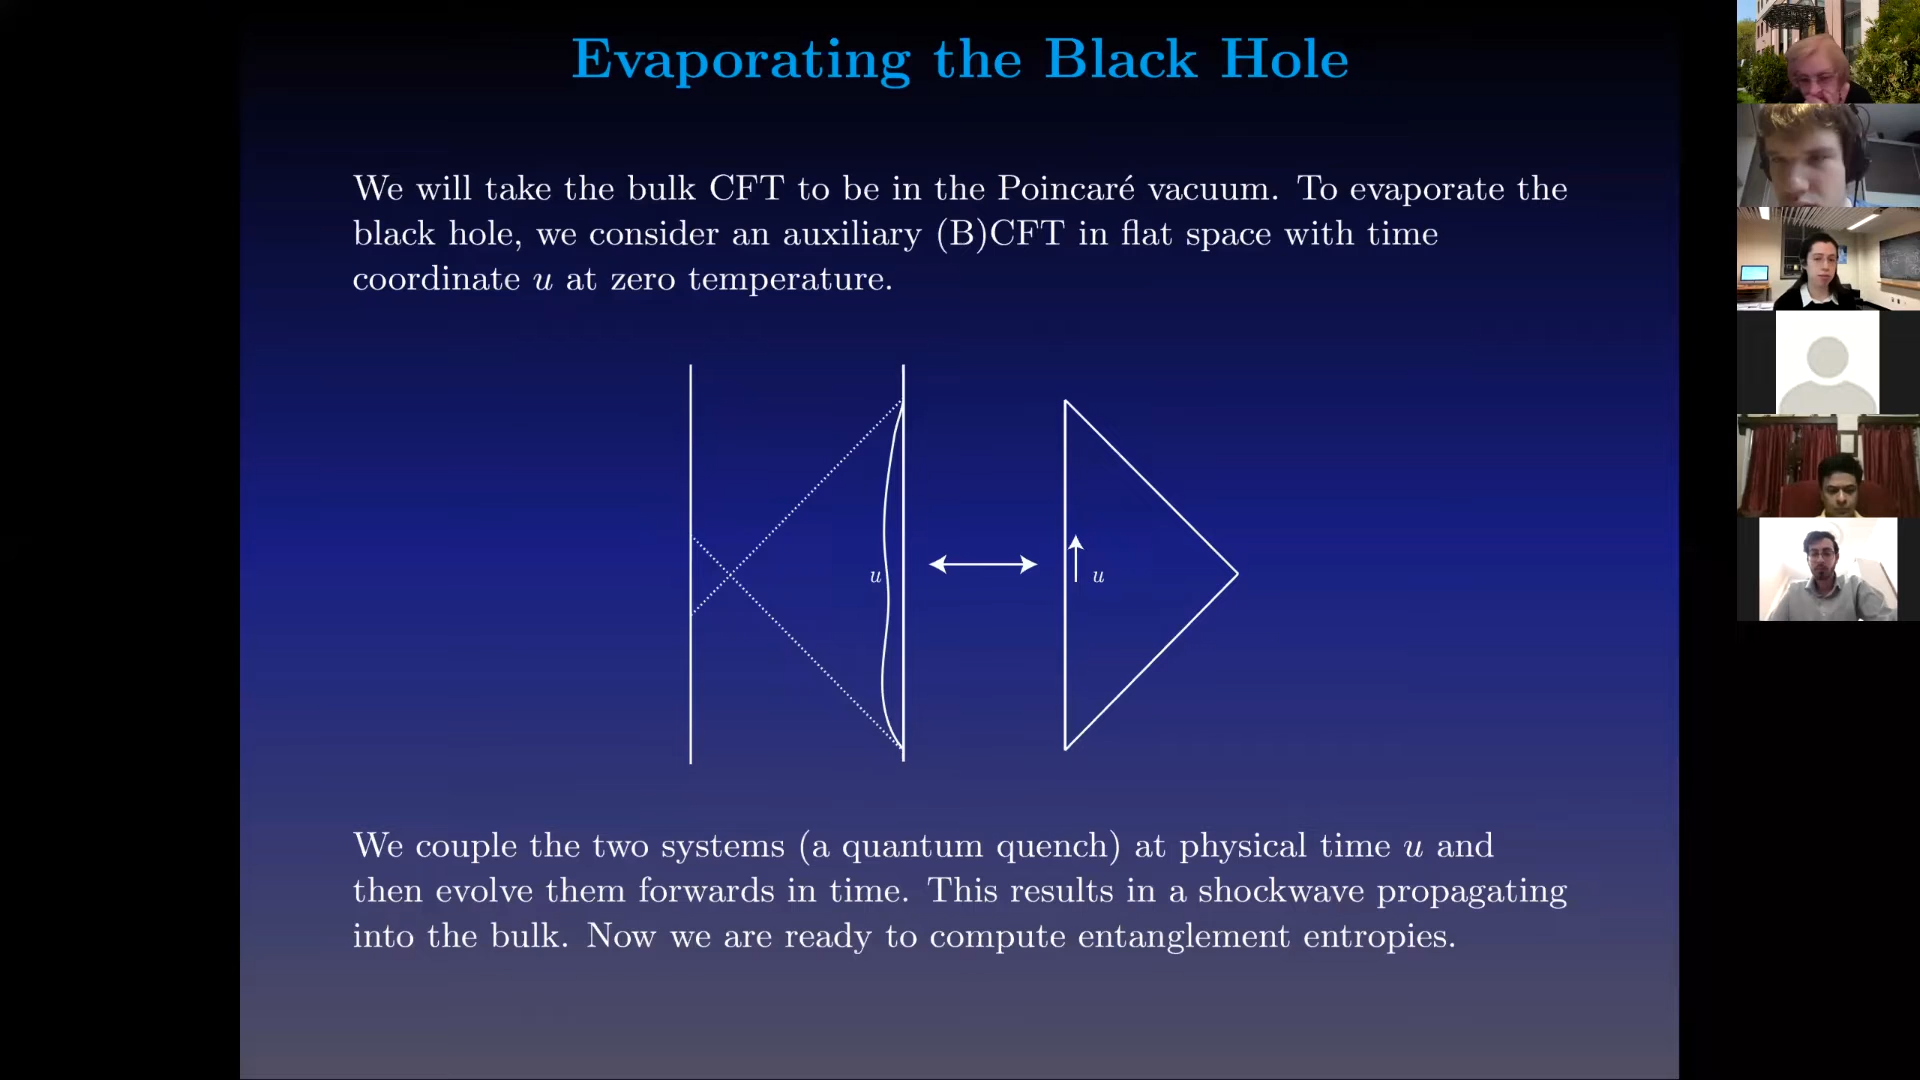 Evaporating the Black Hole
We will take the bulk CFT to be in the Poincaré vacuum. To evaporate the
black hole, we consider an auxiliary (B)CFT in flat space with time
coordinate u at zero temperature.
u
u
We couple the two systems (a quantum quench) at physical time u and
then evolve them forwards in time. This results in a shockwave propagating
into the bulk. Now we are ready to compute entanglement entropies.